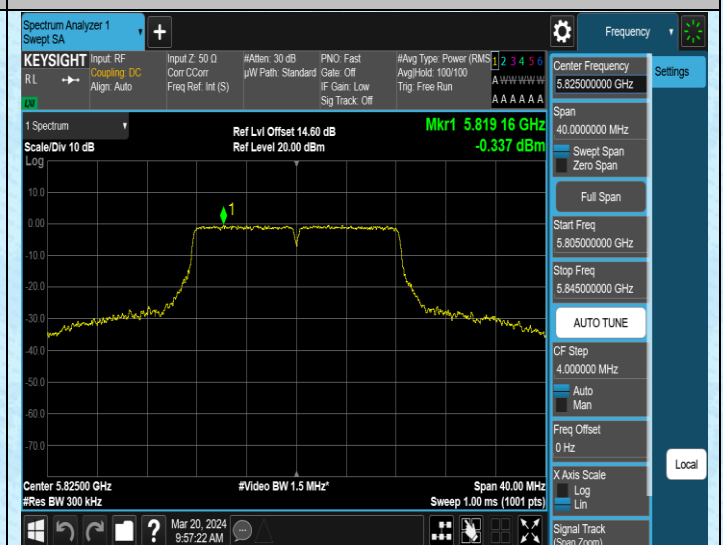 Spectrum Analyzer 1
Swept SA
+
Frequency
KEYSIGHT
RL
Input: RF
Coupling: DC
Align: Auto
Input Z: 50 Ω
Corr CCorr
Freq Ref: Int (S)
#Atten: 30 dB
µW Path: Standard
PNO: Fast
Gate: Off
IF Gain: Low
Sig Track: Off
#Avg Type: Power (RMS
Avg|Hold: 100/100
Trig: Free Run
1 2 3 4 5 6
A W W W W W
A A A A A A
1 Spectrum
Scale/Div 10 dB
Ref Lvl Offset 14.60 dB
Ref Level 20.00 dBm
Mkr1 5.819 16 GHz
-0.337 dBm
Log
10.0
0.00
-10.0
-20.0
-30.0
-40.0
-50.0
-60.0
-70.0
1
Center 5.82500 GHz
#Res BW 300 kHz
#Video BW 1.5 MHz*
Span 40.00 MHz
Sweep 1.00 ms (1001 pts)
?
Mar 20, 2024
9:57:22 AM
Center Frequency
5.825000000 GHz
Settings
Span
40.0000000 MHz
Swept Span
Zero Span
Full Span
Start Freq
5.805000000 GHz
Stop Freq
5.845000000 GHz
AUTO TUNE
CF Step
4.000000 MHz
Auto
Man
Freq Offset
0 Hz
X Axis Scale
Log
Lin
Local
Signal Track
(Span Zoom)